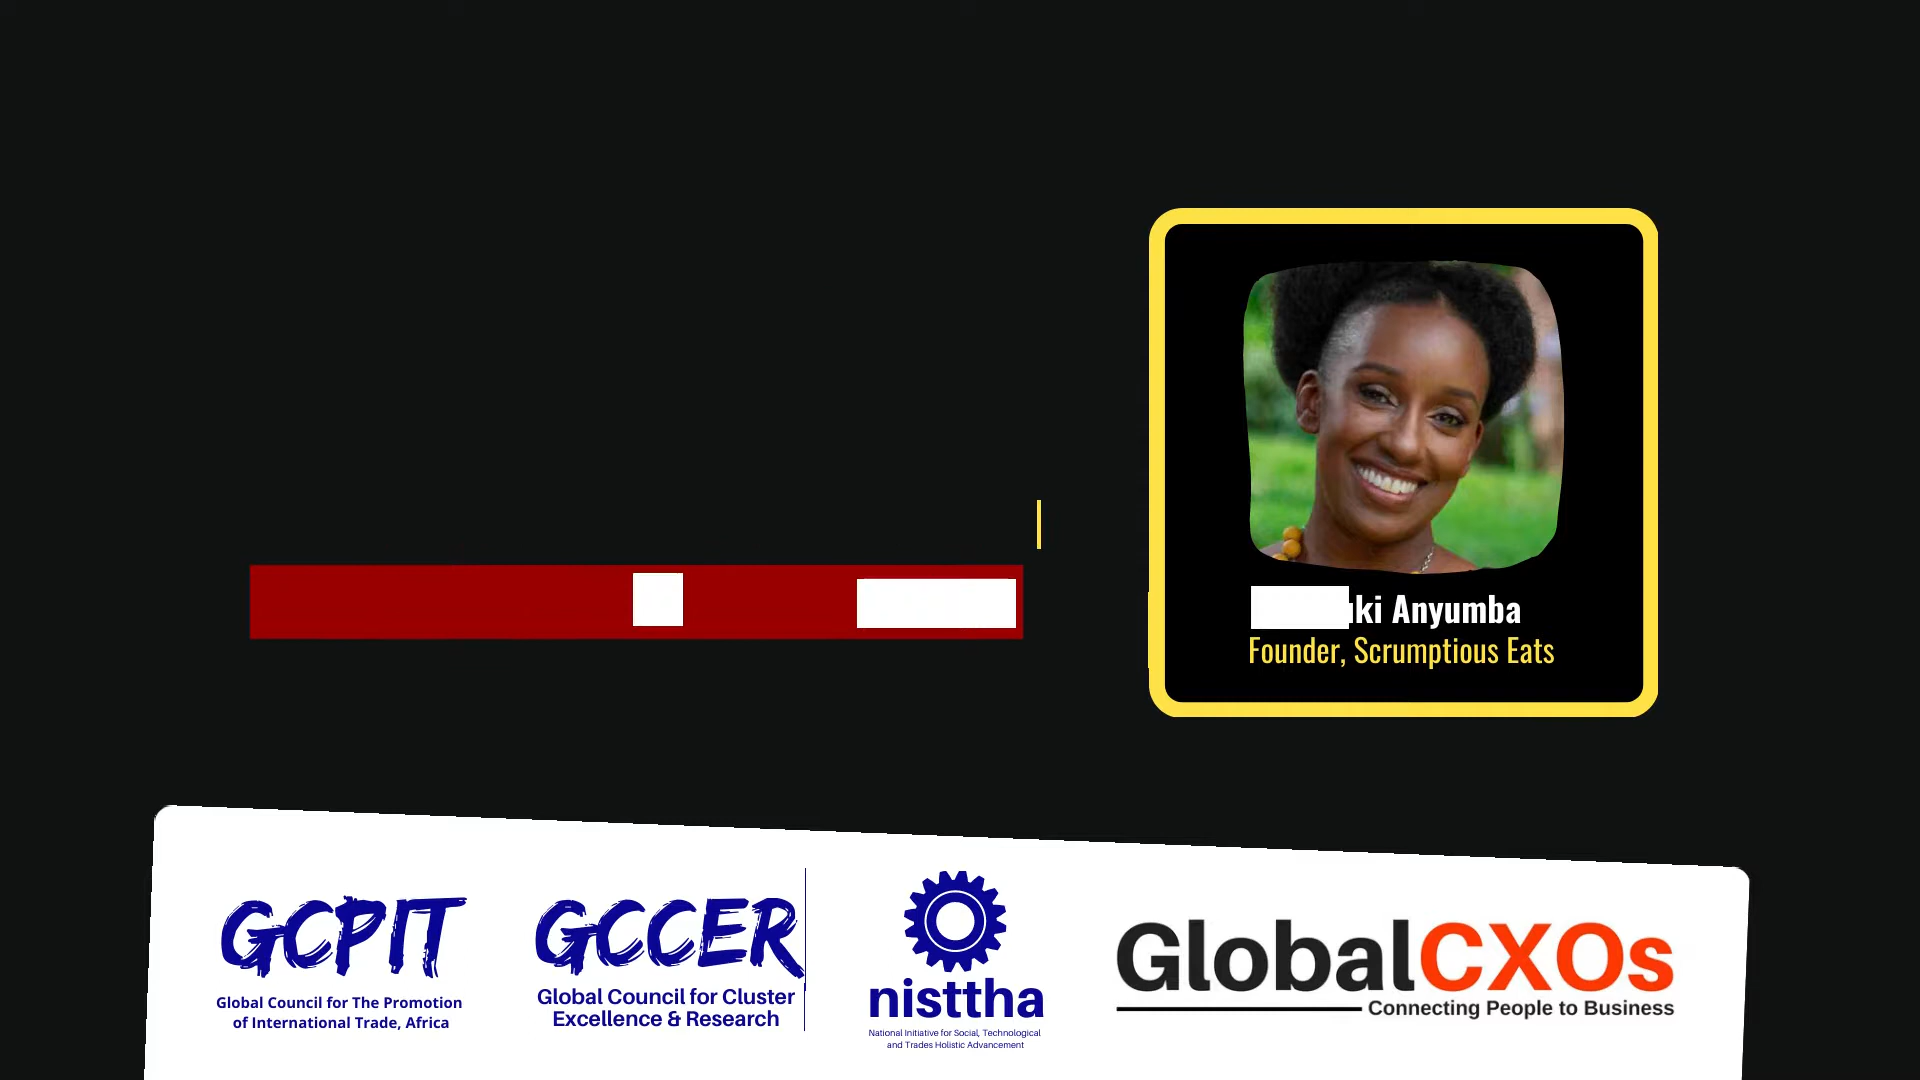 Anyumba
Founder, Scrumptious Eats
GCPIT
Global Council for The Promotion
of International Trade, Africa
GCCER
Global Council for Cluster
Excellence & Research
nisttha
National Initiative for Social, Technological
and Trades Holistic Advancement
GlobalCXOs
Connecting People to Business